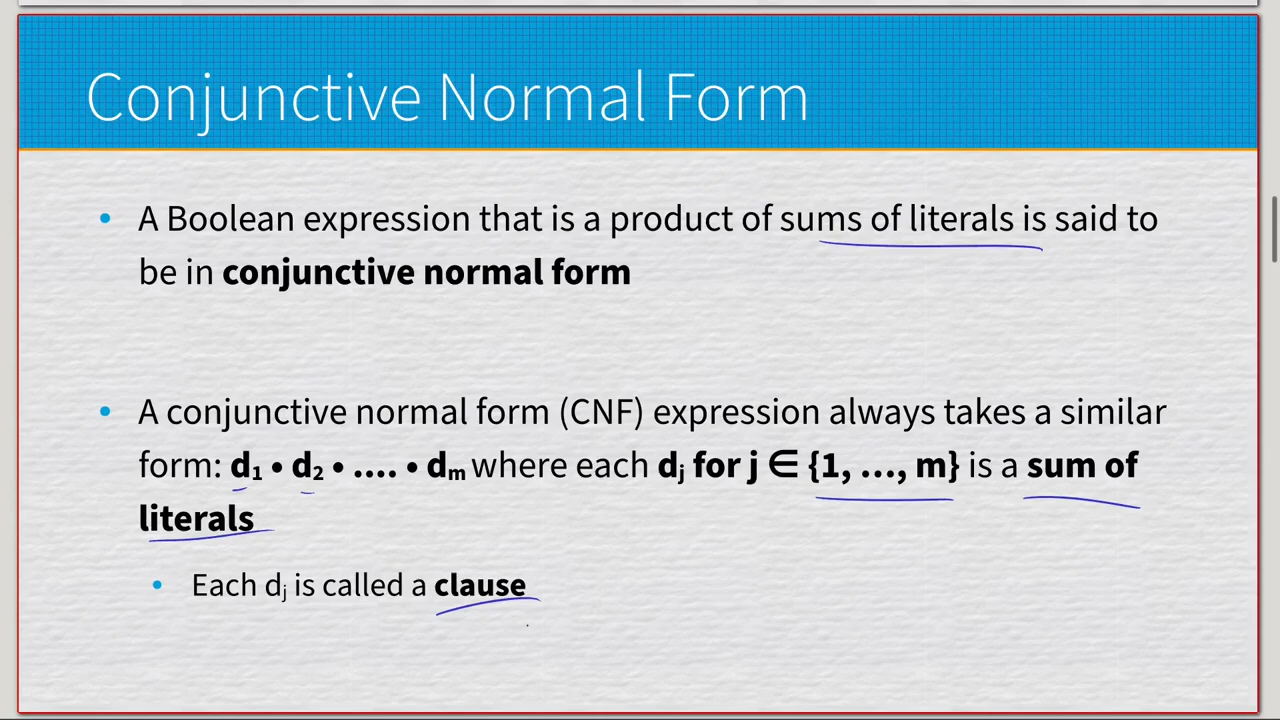 Conjunctive Normal Form
• A Boolean expression that is a product of sums of literals is said to
be in conjunctive normal form
• A conjunctive normal form (CNF) expression always takes a similar
form: d₁ • d₂ • .... • dₘ where each dⱼ for j ∈ {1, ..., m} is a sum of
literals
• Each dⱼ is called a clause